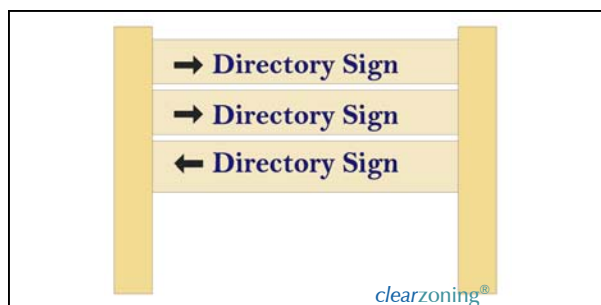 → Directory Sign
→ Directory Sign
← Directory Sign
clearzoning®